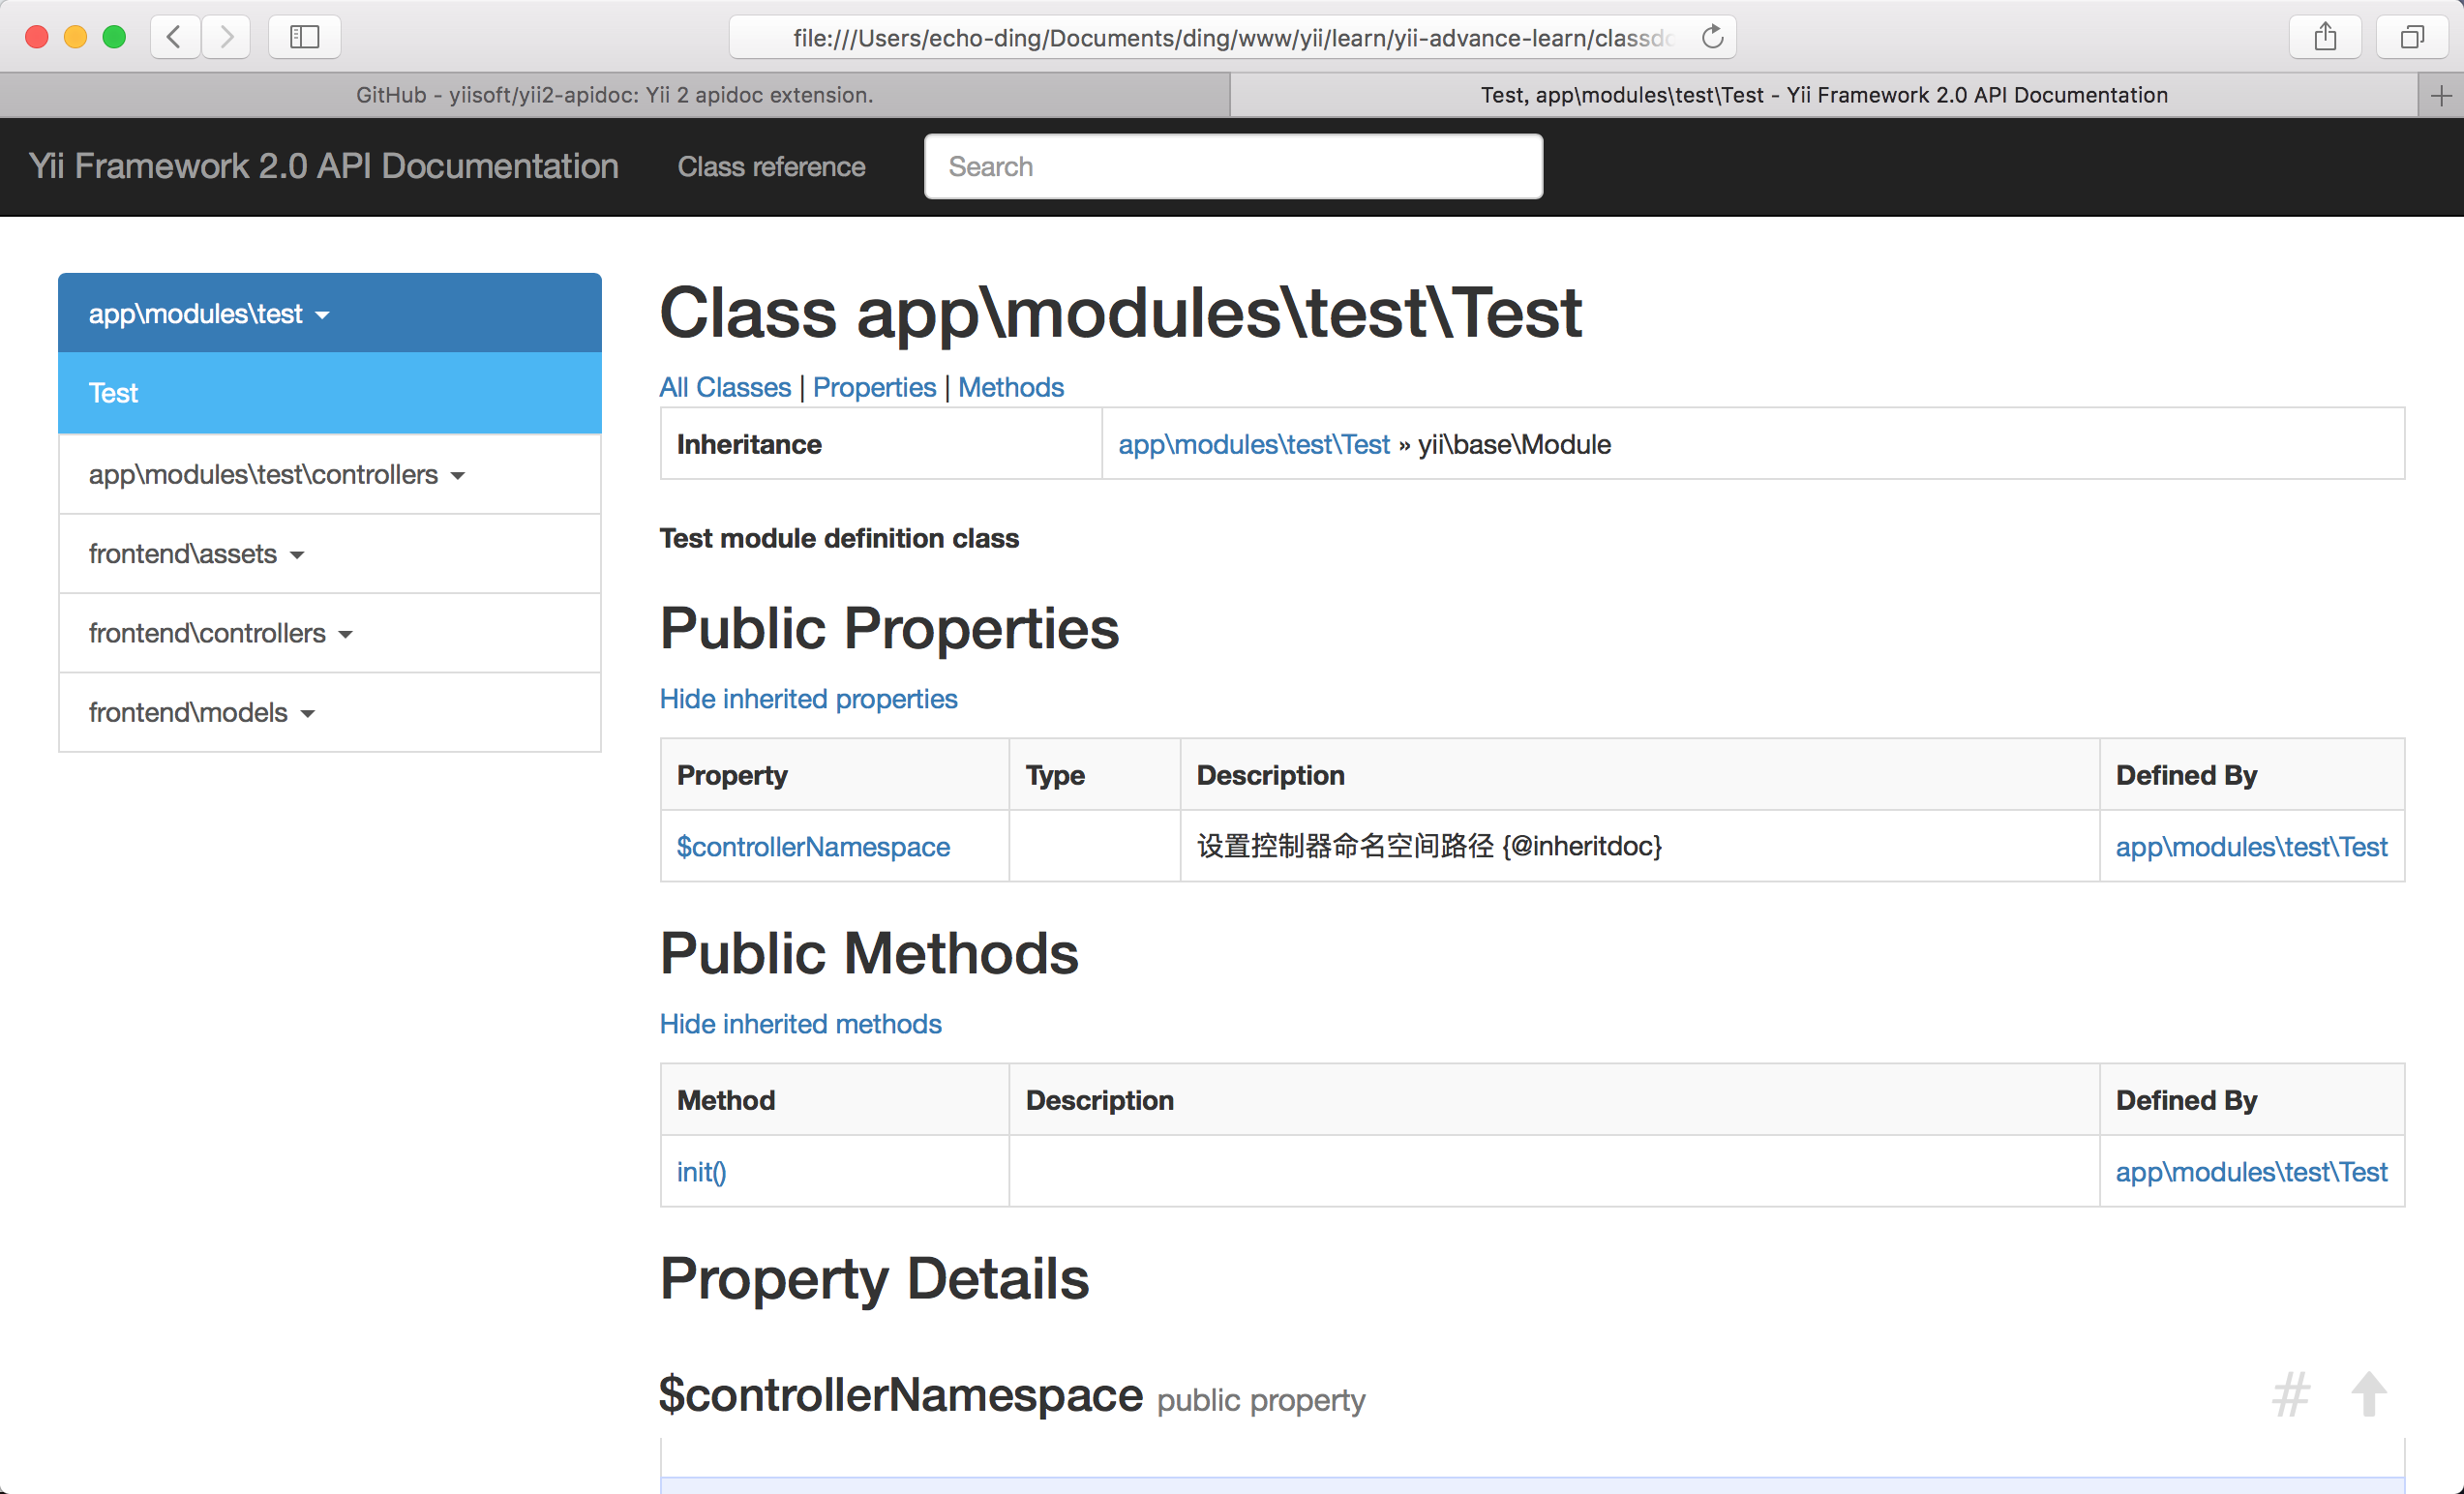 file:///Users/echo-ding/Documents/ding/www/yii/learn/yii-advance-learn/classdo
GitHub - yiisoft/yii2-apidoc: Yii 2 apidoc extension.
Test, app\modules\test\Test - Yii Framework 2.0 API Documentation
Yii Framework 2.0 API Documentation
Class reference
Search
app\modules\test
Test
app\modules\test\controllers
frontend\assets
frontend\controllers
frontend\models
Class app\modules\test\Test
All Classes | Properties | Methods
Inheritance app\modules\test\Test » yii\base\Module
Test module definition class
Public Properties
Hide inherited properties
Property Type Description Defined By
$controllerNamespace 设置控制器命名空间路径 {@inheritdoc} app\modules\test\Test
Public Methods
Hide inherited methods
Method Description Defined By
init() app\modules\test\Test
Property Details
$controllerNamespace public property #